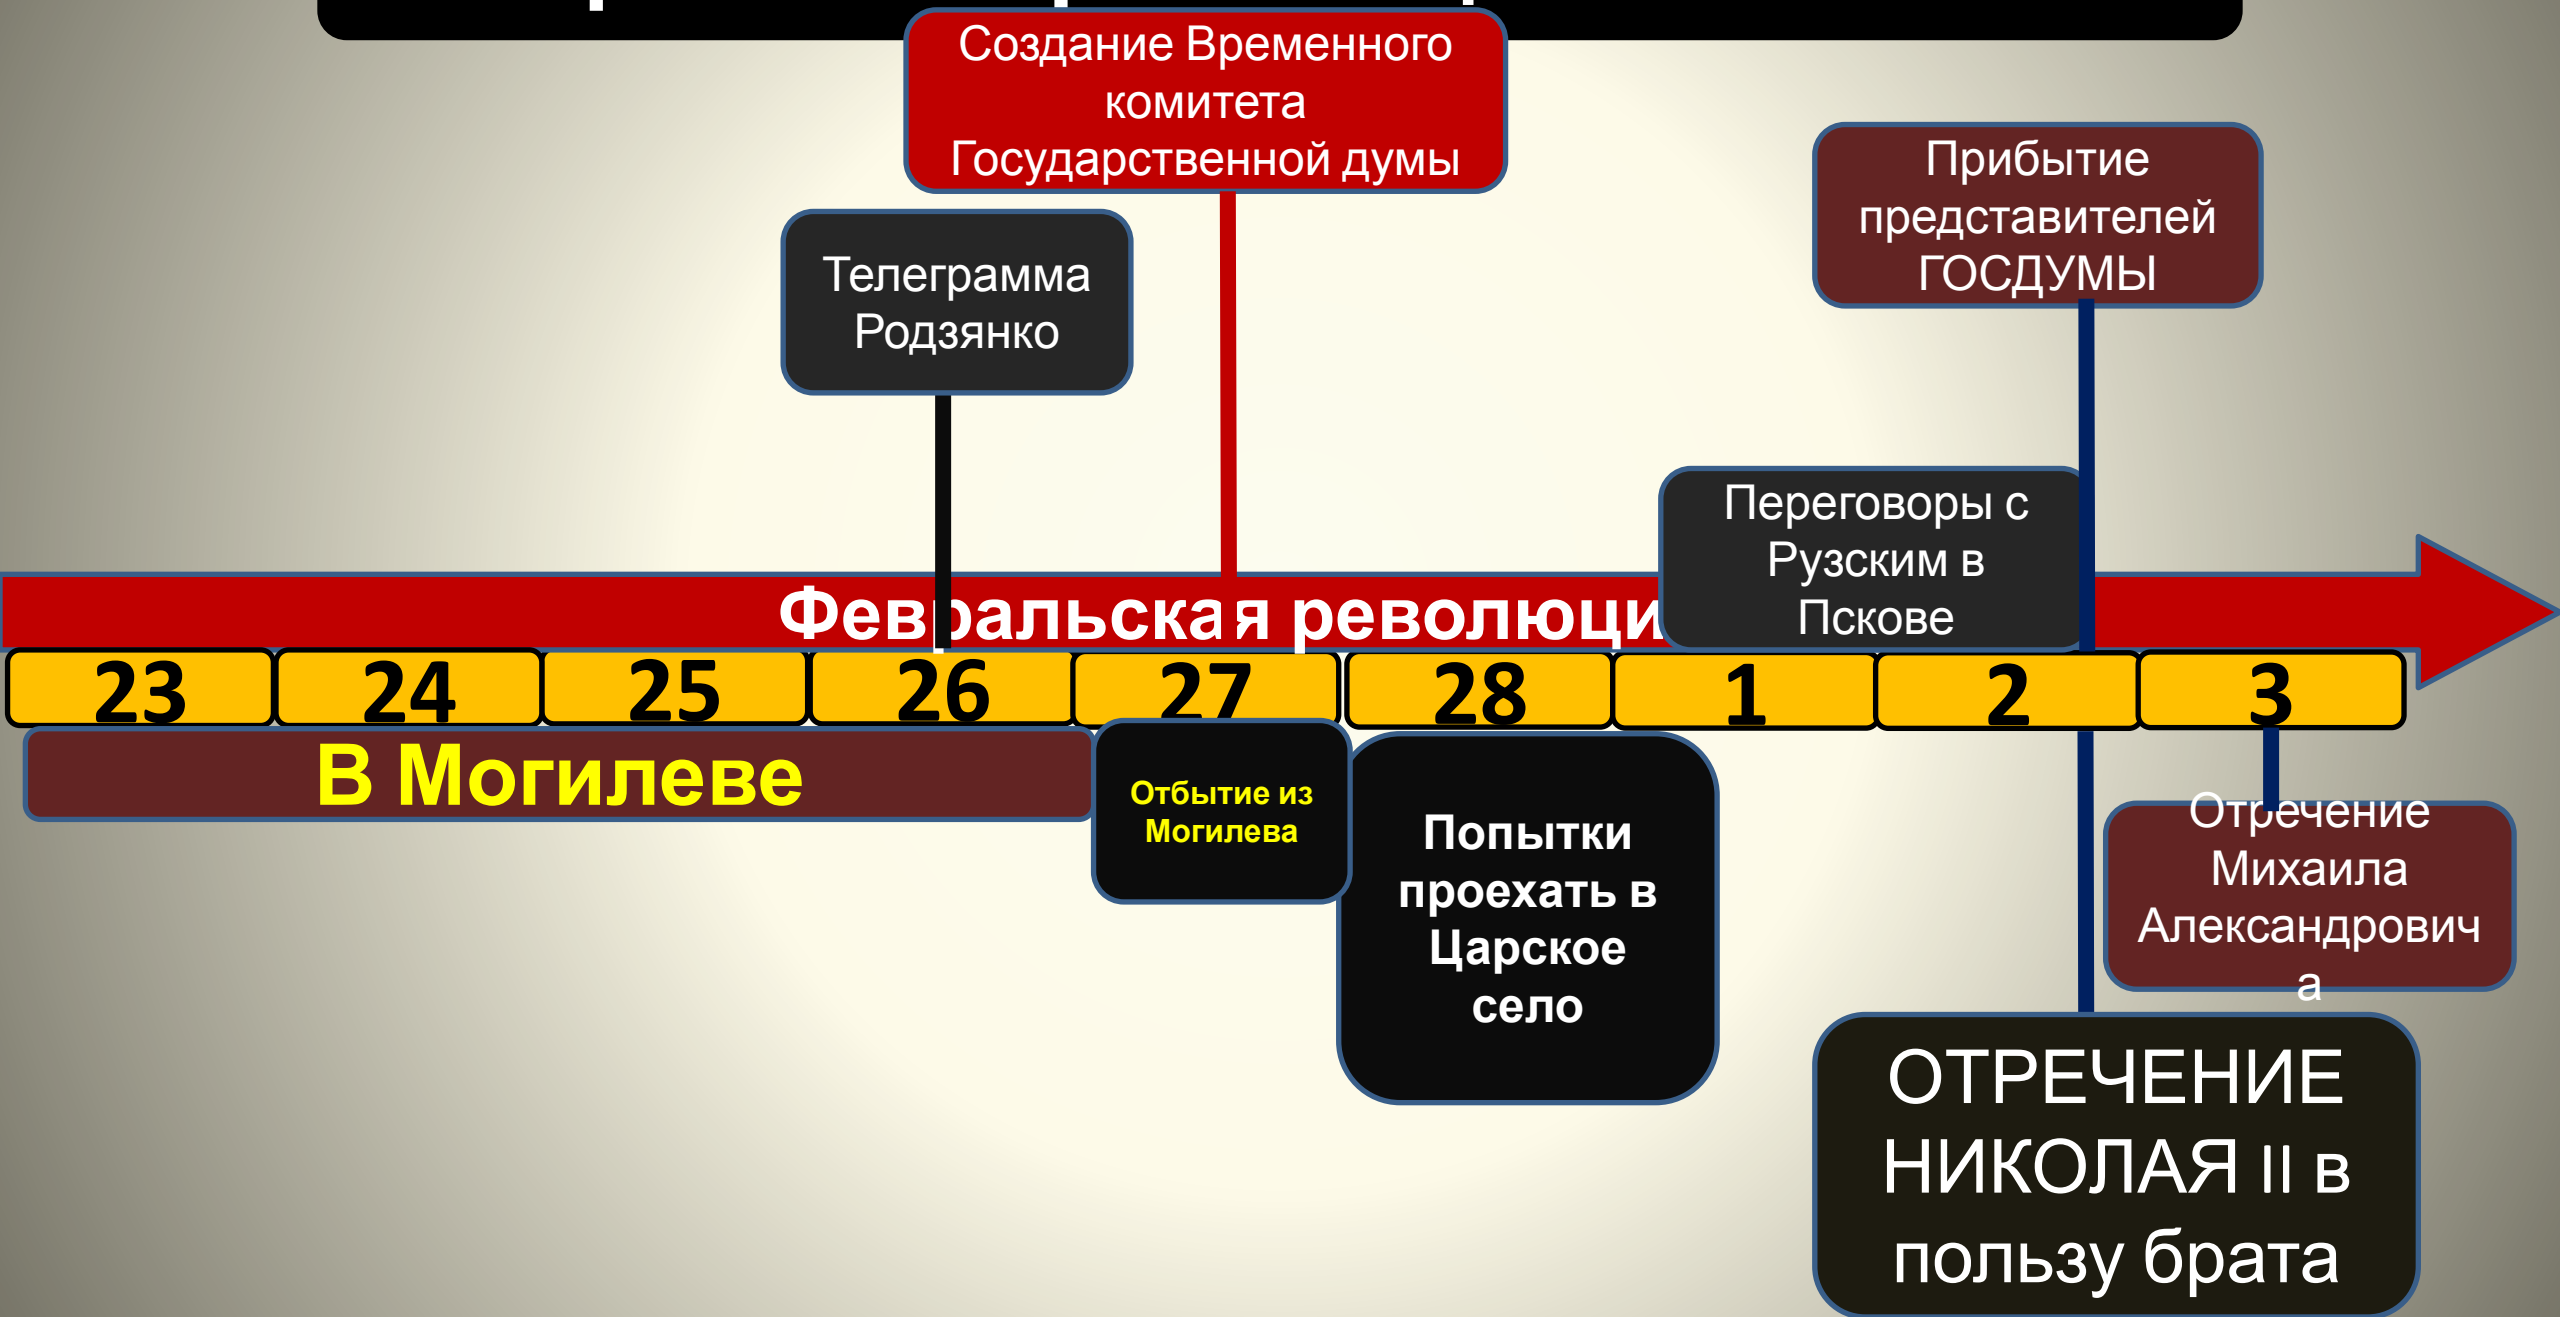 Создание Временного
комитета
Государственной думы
Прибытие
представителей
ГОСДУМЫ
Телеграмма
Родзянко
Переговоры с
Рузским в
Пскове
Февральская революци
23 24 25 26 27 28 1 2 3
В Могилеве
Отбытие из
Могилева
Попытки
проехать в
Царское
село
Отречение
Михаила
Александрович
а
ОТРЕЧЕНИЕ
НИКОЛАЯ II в
пользу брата